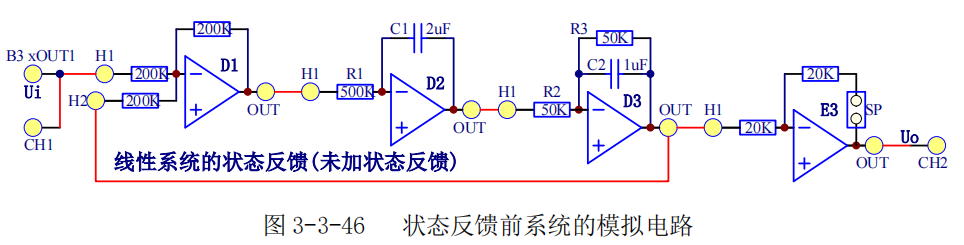 200K
R3
C1 2uF
50K
B3 xOUT1 H1
D1
C2 1uF
20K
H1 R1
D2
200K
H1 R2
D3
OUT H1
E3
SP
Ui
H2
200K
500K
50K
20K
OUT
OUT
Uo
CH1
OUT CH2
线性系统的状态反馈(未加状态反馈)
图 3-3-46 状态反馈前系统的模拟电路